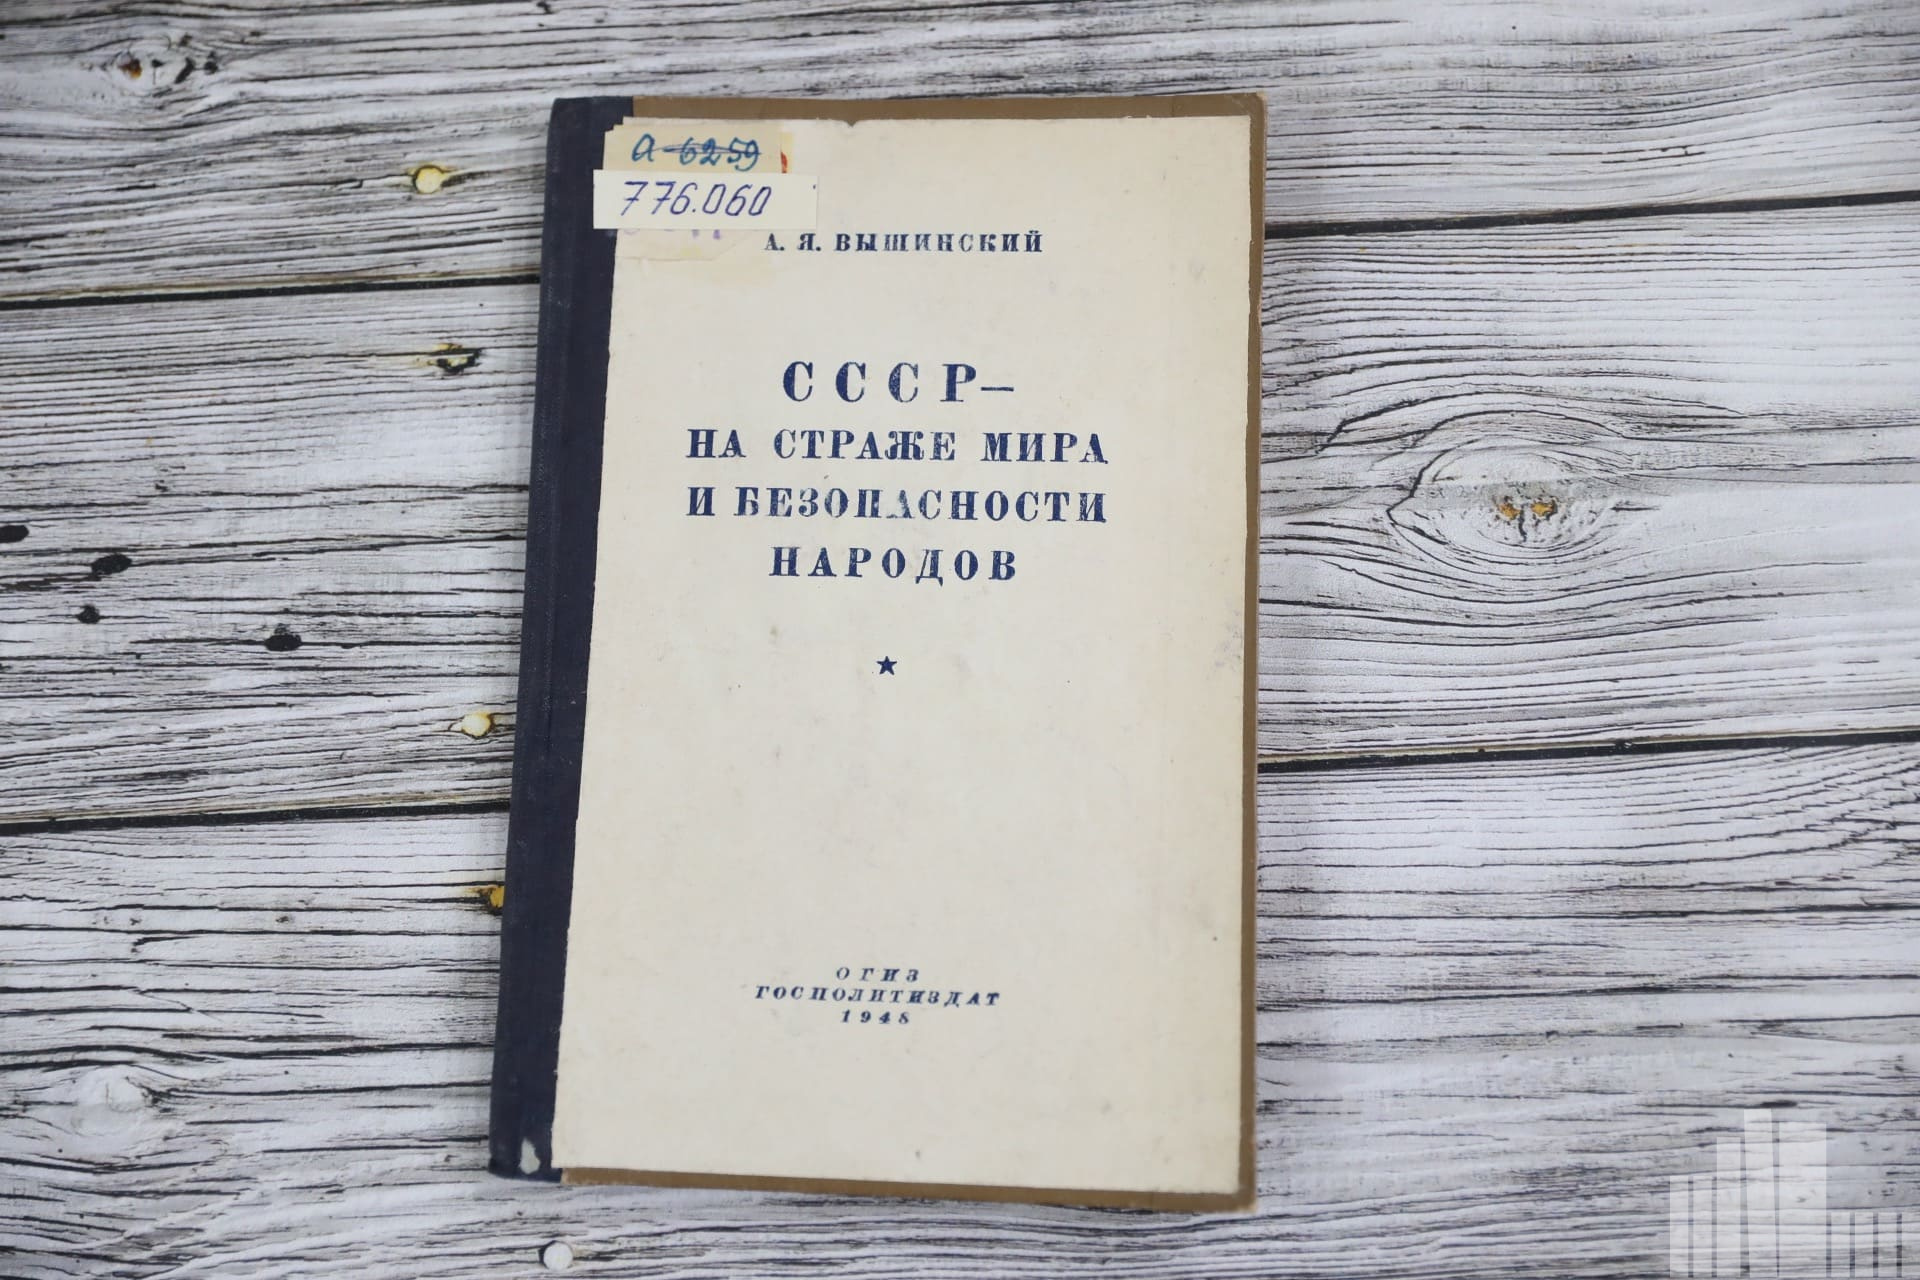 а-6259
776.060
А. Я. ВЫШИНСКИЙ
СССР—
НА СТРАЖЕ МИРА
И БЕЗОПАСНОСТИ
НАРОДОВ
ОГИЗ
ГОСПОЛИТИЗДАТ
1948